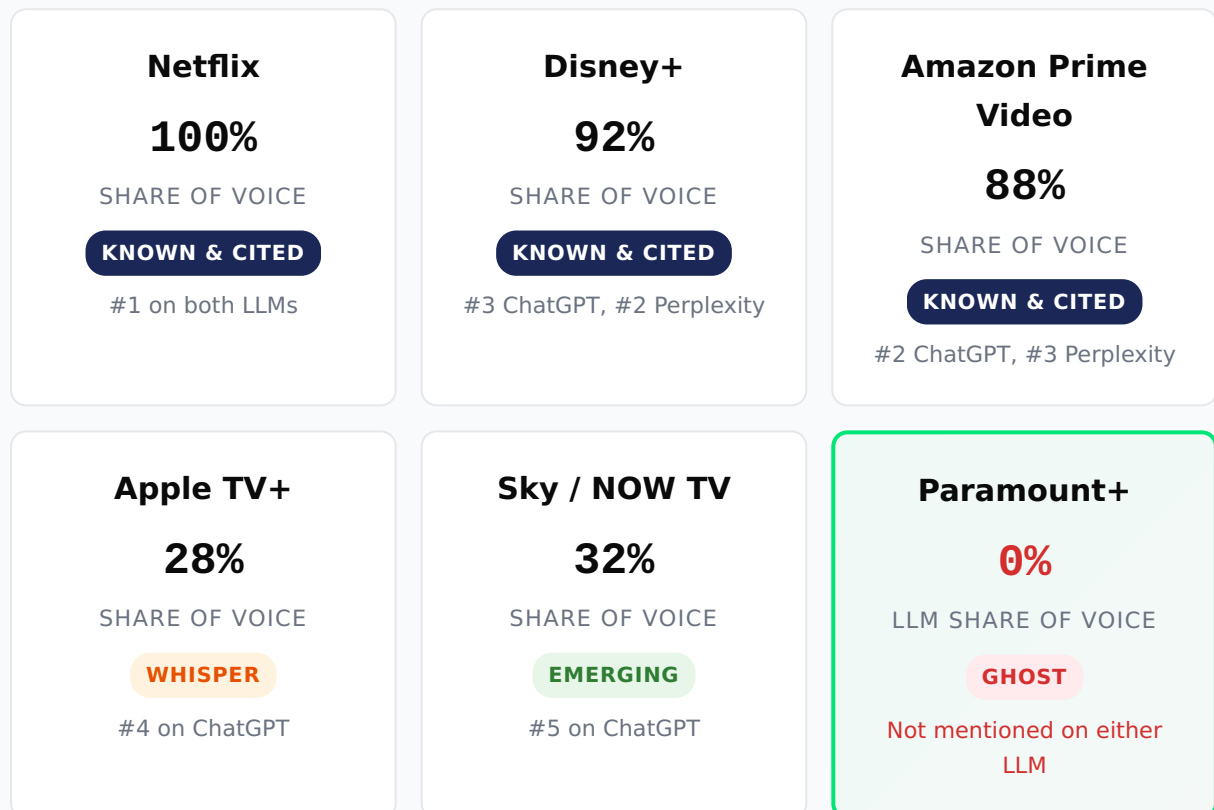 Netflix
100%
SHARE OF VOICE
KNOWN & CITED
#1 on both LLMs
Disney+
92%
SHARE OF VOICE
KNOWN & CITED
#3 ChatGPT, #2 Perplexity
Amazon Prime
Video
88%
SHARE OF VOICE
KNOWN & CITED
#2 ChatGPT, #3 Perplexity
Apple TV+
28%
SHARE OF VOICE
WHISPER
#4 on ChatGPT
Sky / NOW TV
32%
SHARE OF VOICE
EMERGING
#5 on ChatGPT
Paramount+
0%
LLM SHARE OF VOICE
GHOST
Not mentioned on either
LLM